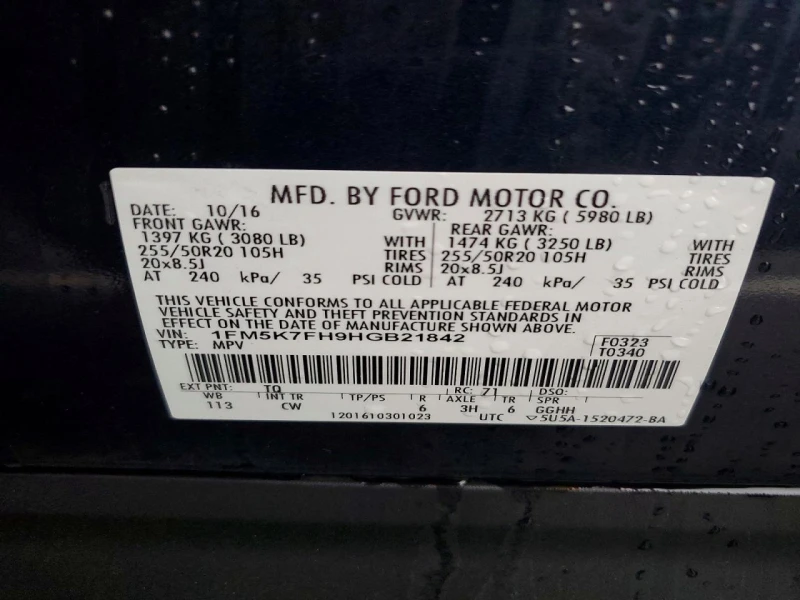 MFD. BY FORD MOTOR CO.
DATE: 10/16 GVWR: 2713 KG ( 5980 LB)
FRONT GAWR: REAR GAWR:
1397 KG ( 3080 LB) WITH 1474 KG ( 3250 LB) WITH
255/50R20 105H TIRES 255/50R20 105H TIRES
20x8.5J RIMS 20x8.5J RIMS
AT 240 kPa/ 35 PSI COLD AT 240 kPa/ 35 PSI COLD
THIS VEHICLE CONFORMS TO ALL APPLICABLE FEDERAL MOTOR
VEHICLE SAFETY AND THEFT PREVENTION STANDARDS IN
EFFECT ON THE DATE OF MANUFACTURE SHOWN ABOVE.
VIN: 1FM5K7FH9HGB21842 F0323
TYPE: MPV T0340
EXT PNT: TQ RC: 71 DSO:
WB INT TR TP/PS R AXLE TR SPR
113 CW 6 3H 6 GGHH
1201610301023 UTC 5U5A-1520472-BA